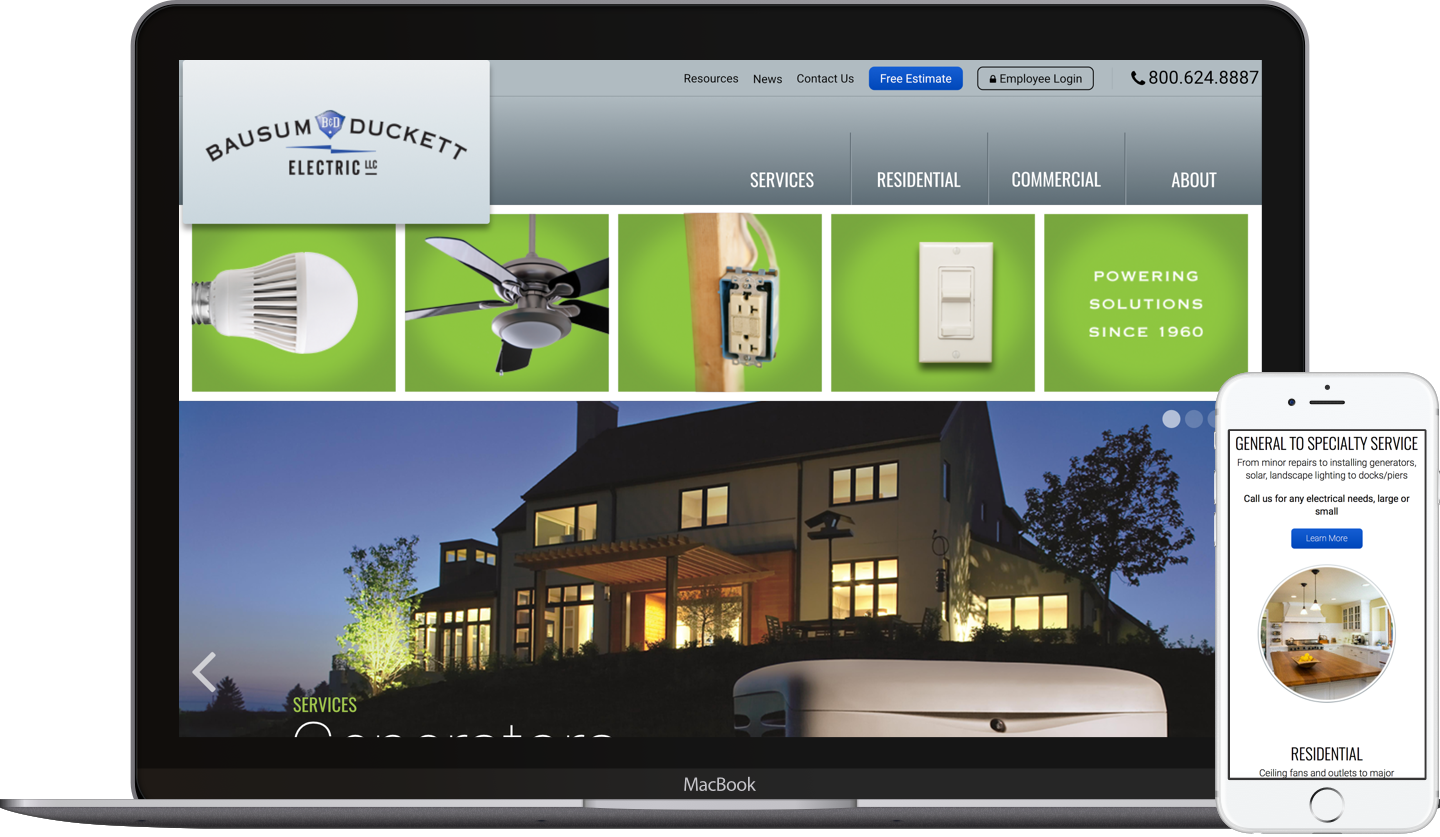 Resources News Contact Us Free Estimate Employee Login 800.624.8887
BAUSUM B&D DUCKETT
ELECTRIC LLC
SERVICES RESIDENTIAL COMMERCIAL ABOUT
POWERING
SOLUTIONS
SINCE 1960
SERVICES
Generators
MacBook
GENERAL TO SPECIALTY SERVICE
From minor repairs to installing generators,
solar, landscape lighting to docks/piers
Call us for any electrical needs, large or
small
Learn More
RESIDENTIAL
Ceiling fans and outlets to major